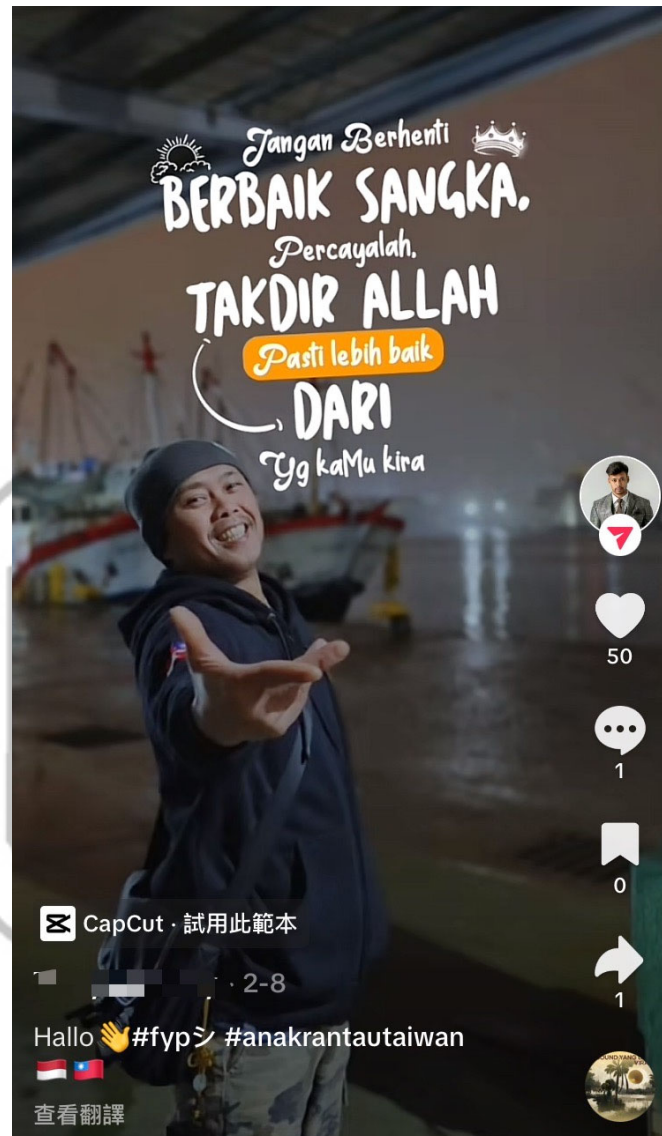 Jangan Berhenti
BERBAIK SANGKA.
Percayalah.
TAKDIR ALLAH
Pasti lebih baik
DARI
Yg kaMu kira
50
1
0
1
CapCut · 試用此範本
· 2-8
Hallo 👋#fypシ #anakrantautaiwan
🇮🇩 🇹🇼
查看翻譯